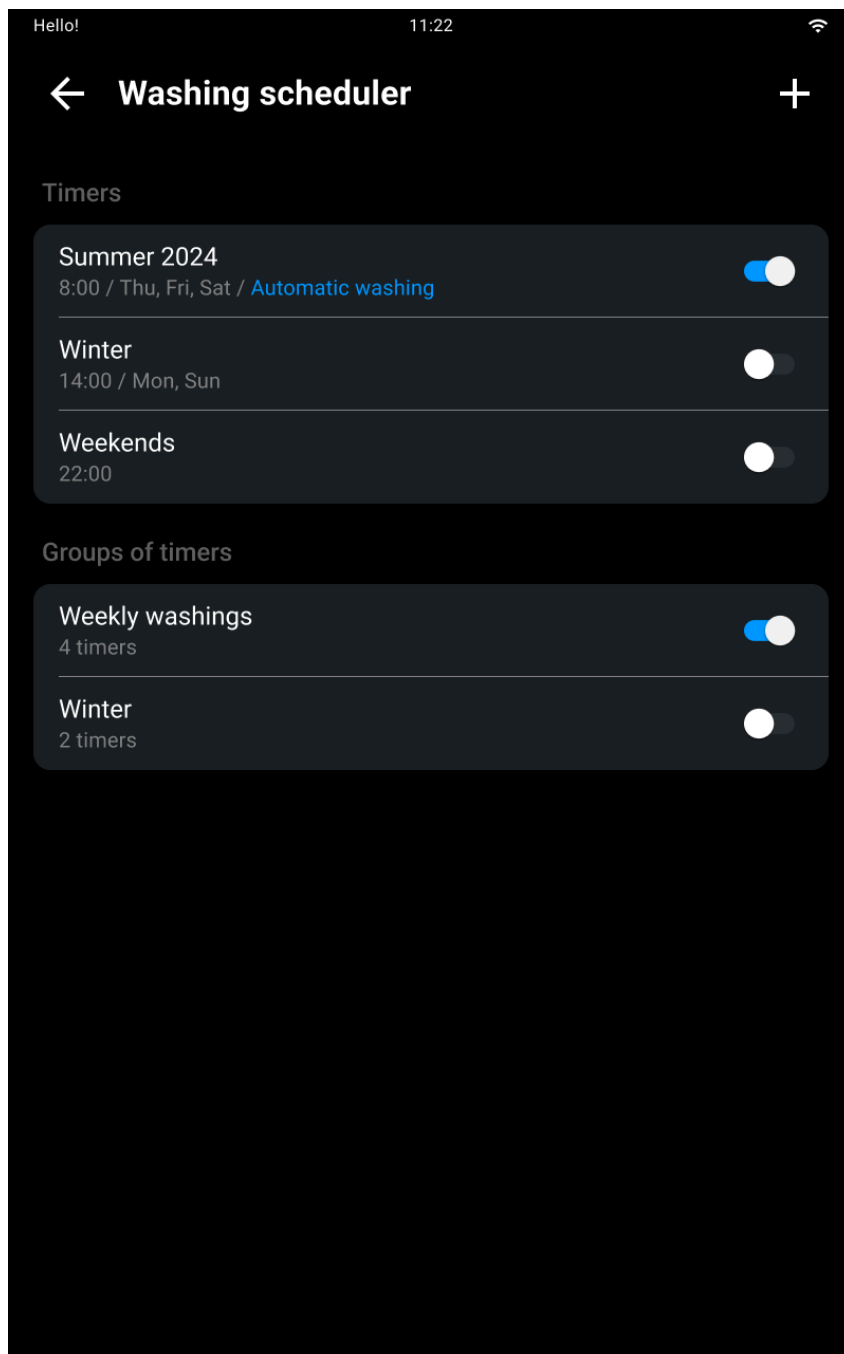 Hello! 11:22
Washing scheduler
Timers
Summer 2024
8:00 / Thu, Fri, Sat / Automatic washing
Winter
14:00 / Mon, Sun
Weekends
22:00
Groups of timers
Weekly washings
4 timers
Winter
2 timers